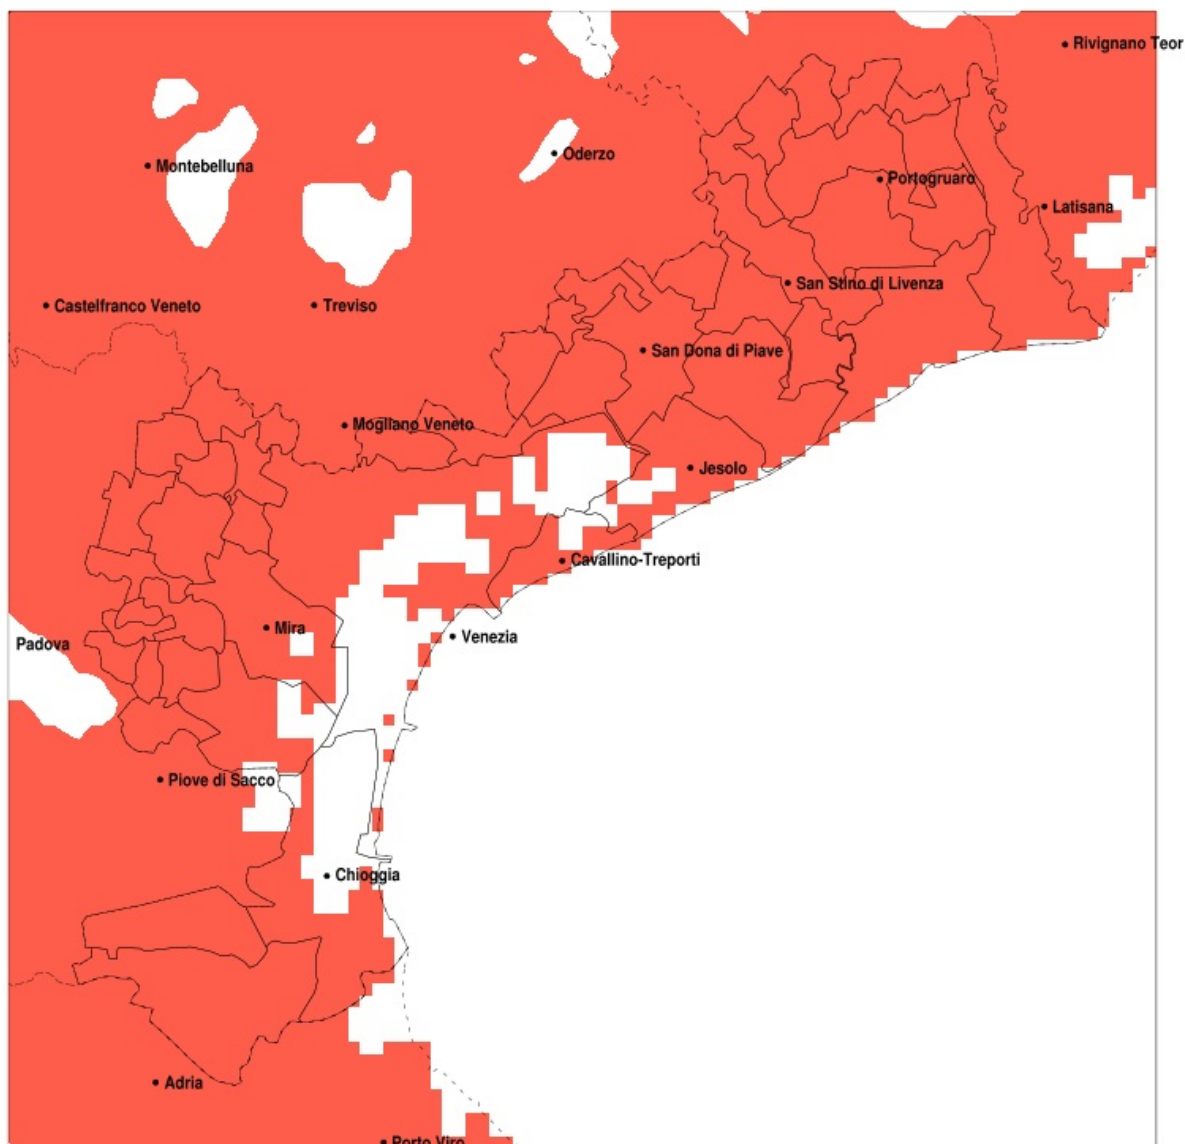 Rivignano Teor
Oderzo
Montebelluna
Portogruaro
Latisana
San Stino di Livenza
Castelfranco Veneto
Treviso
San Dona di Piave
Mogliano Veneto
Jesolo
Cavallino-Treporti
Mira
Venezia
Padova
Piove di Sacco
Chioggia
Adria
Porto Viro